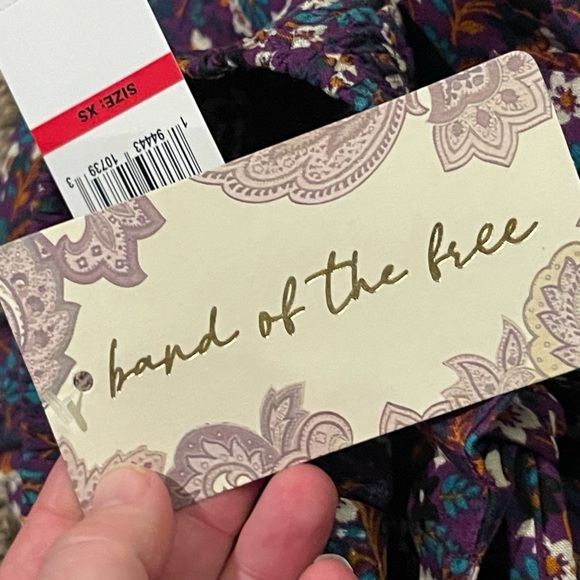 SIZE: XS
1 94443 10739 3
band of the free